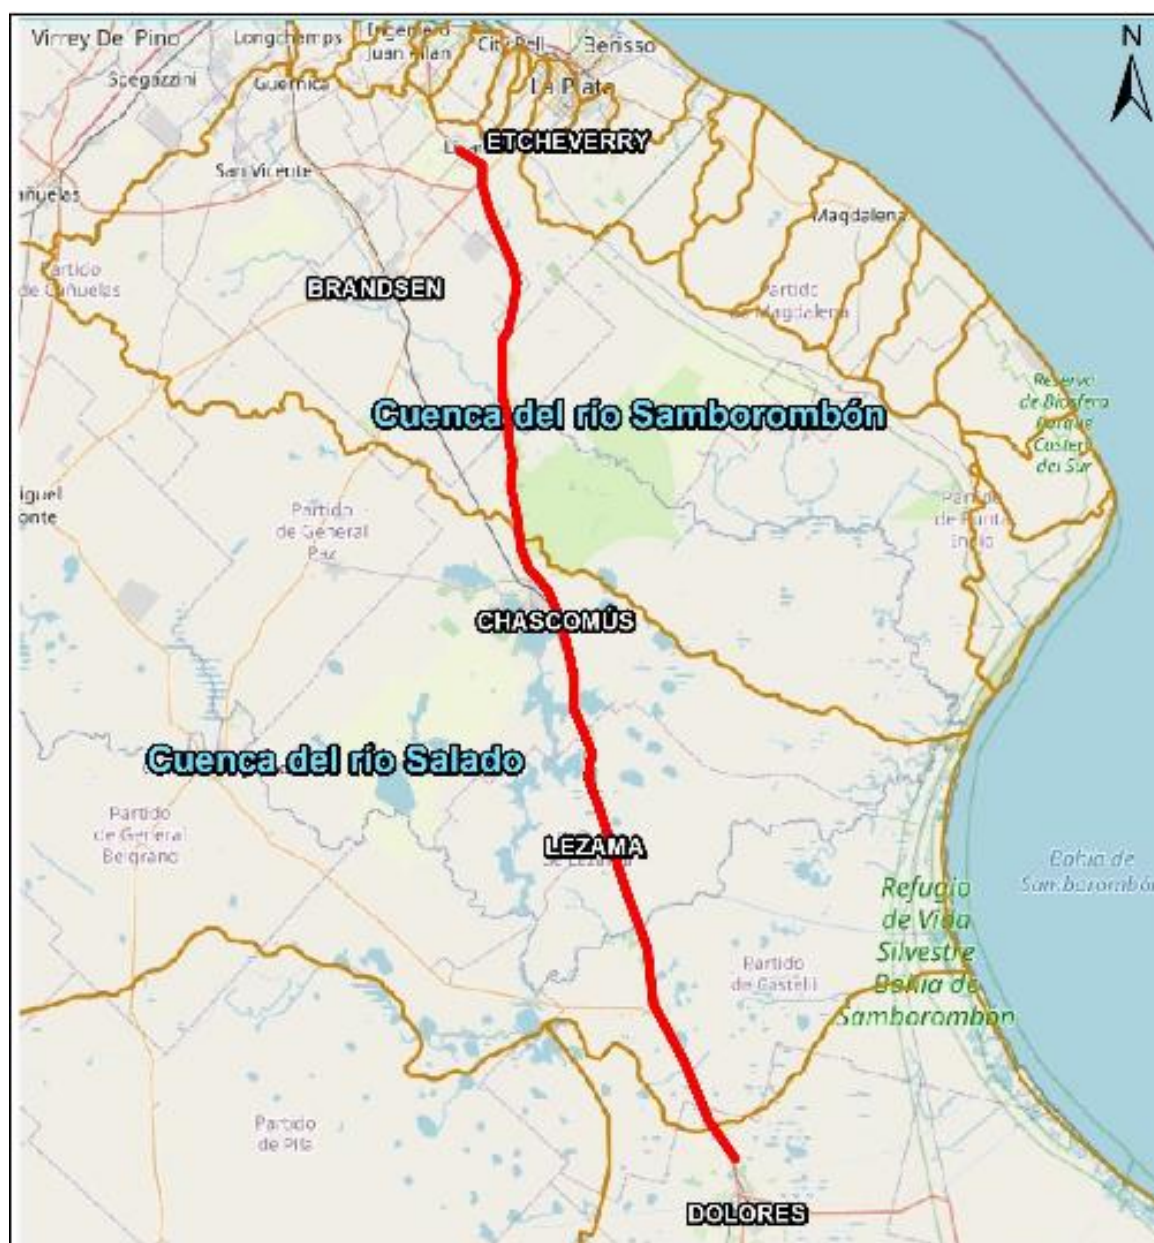 Virrey De Pino
Longchamps
Ingeniero
Juan Allan
City Bell
Berisso
N
Spegazzini
Guernica
La Plata
ETCHEVERRY
San Vicente
añuelas
Magdalena
Partido
de Cañuelas
BRANDSEN
Partido
de Magdalena
Reserva
de Biosfera
Parque
Costero
del Sur
Cuenca del río Samborombón
iguel
onte
Partido
de General
Paz
Partido
de Punta
Indio
CHASCOMÚS
Cuenca del río Salado
Partido
de General
Belgrano
LEZAMA
Bahía de
Samborombón
Refugio
de Vida
Silvestre
Bahía de
Samborombón
Partido
de Castelli
Partido
de Pila
DOLORES